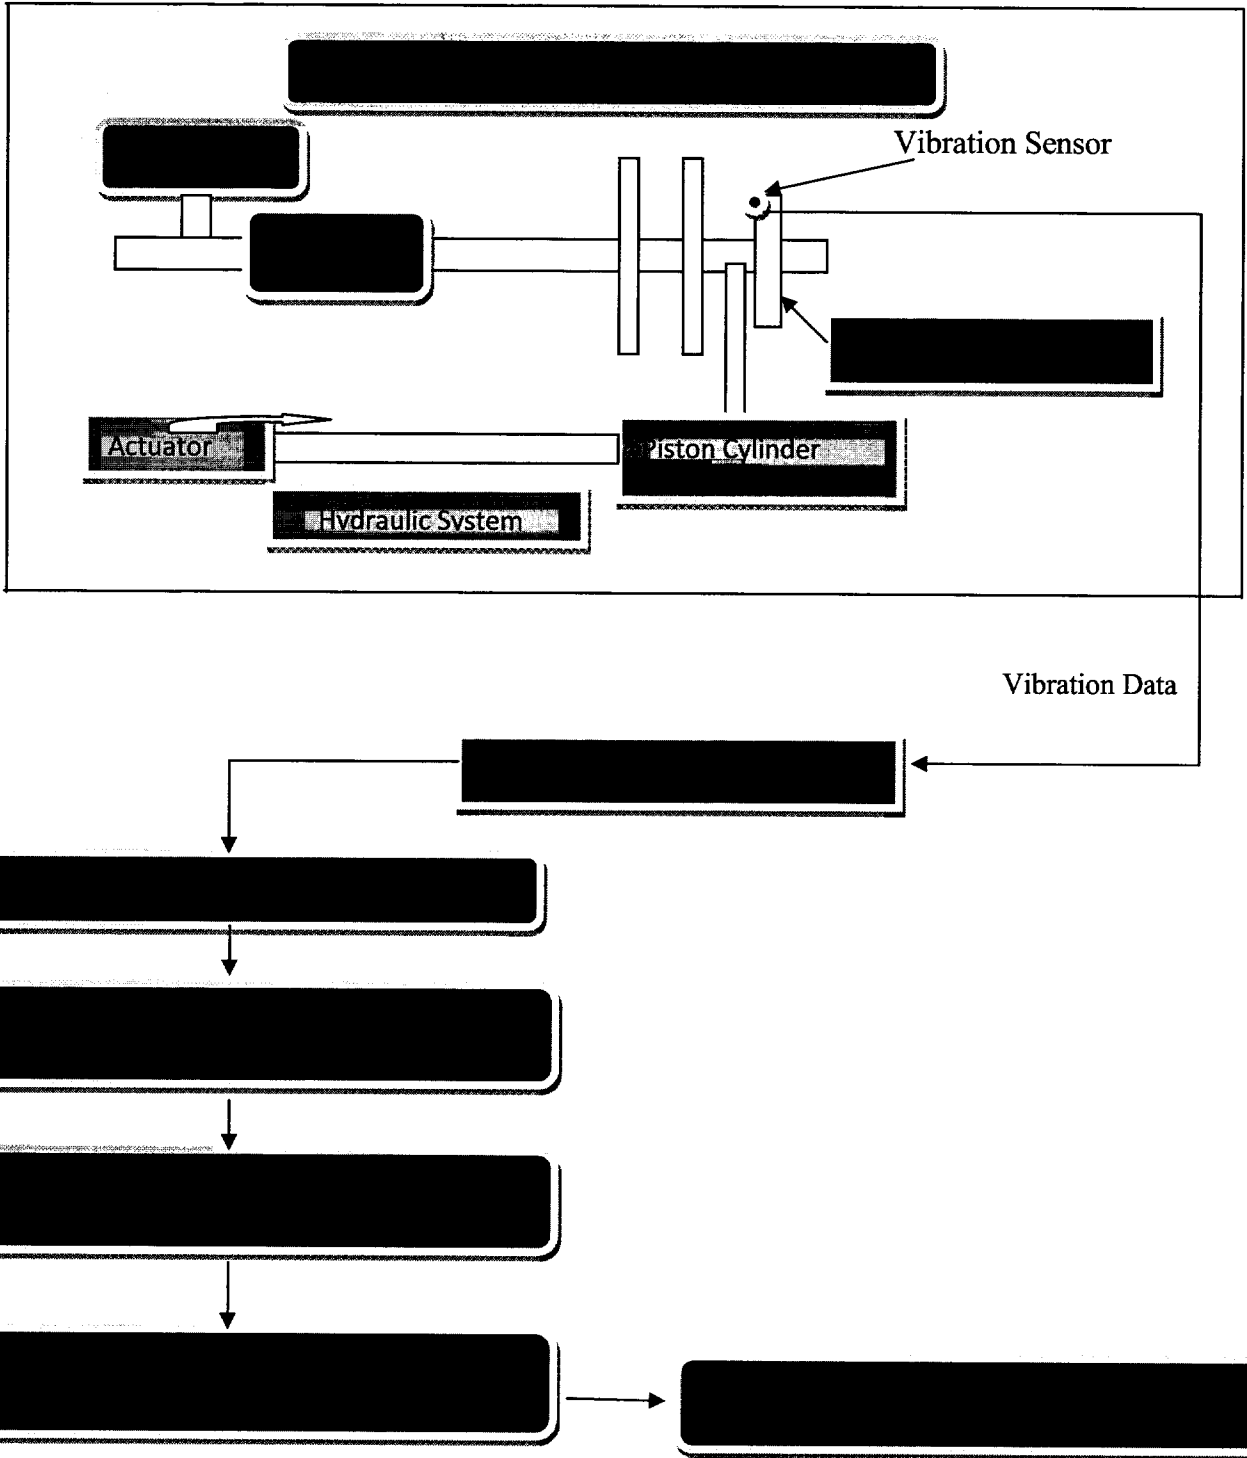 Vibration Sensor
Actuator
Piston Cylinder
Hydraulic System
Vibration Data